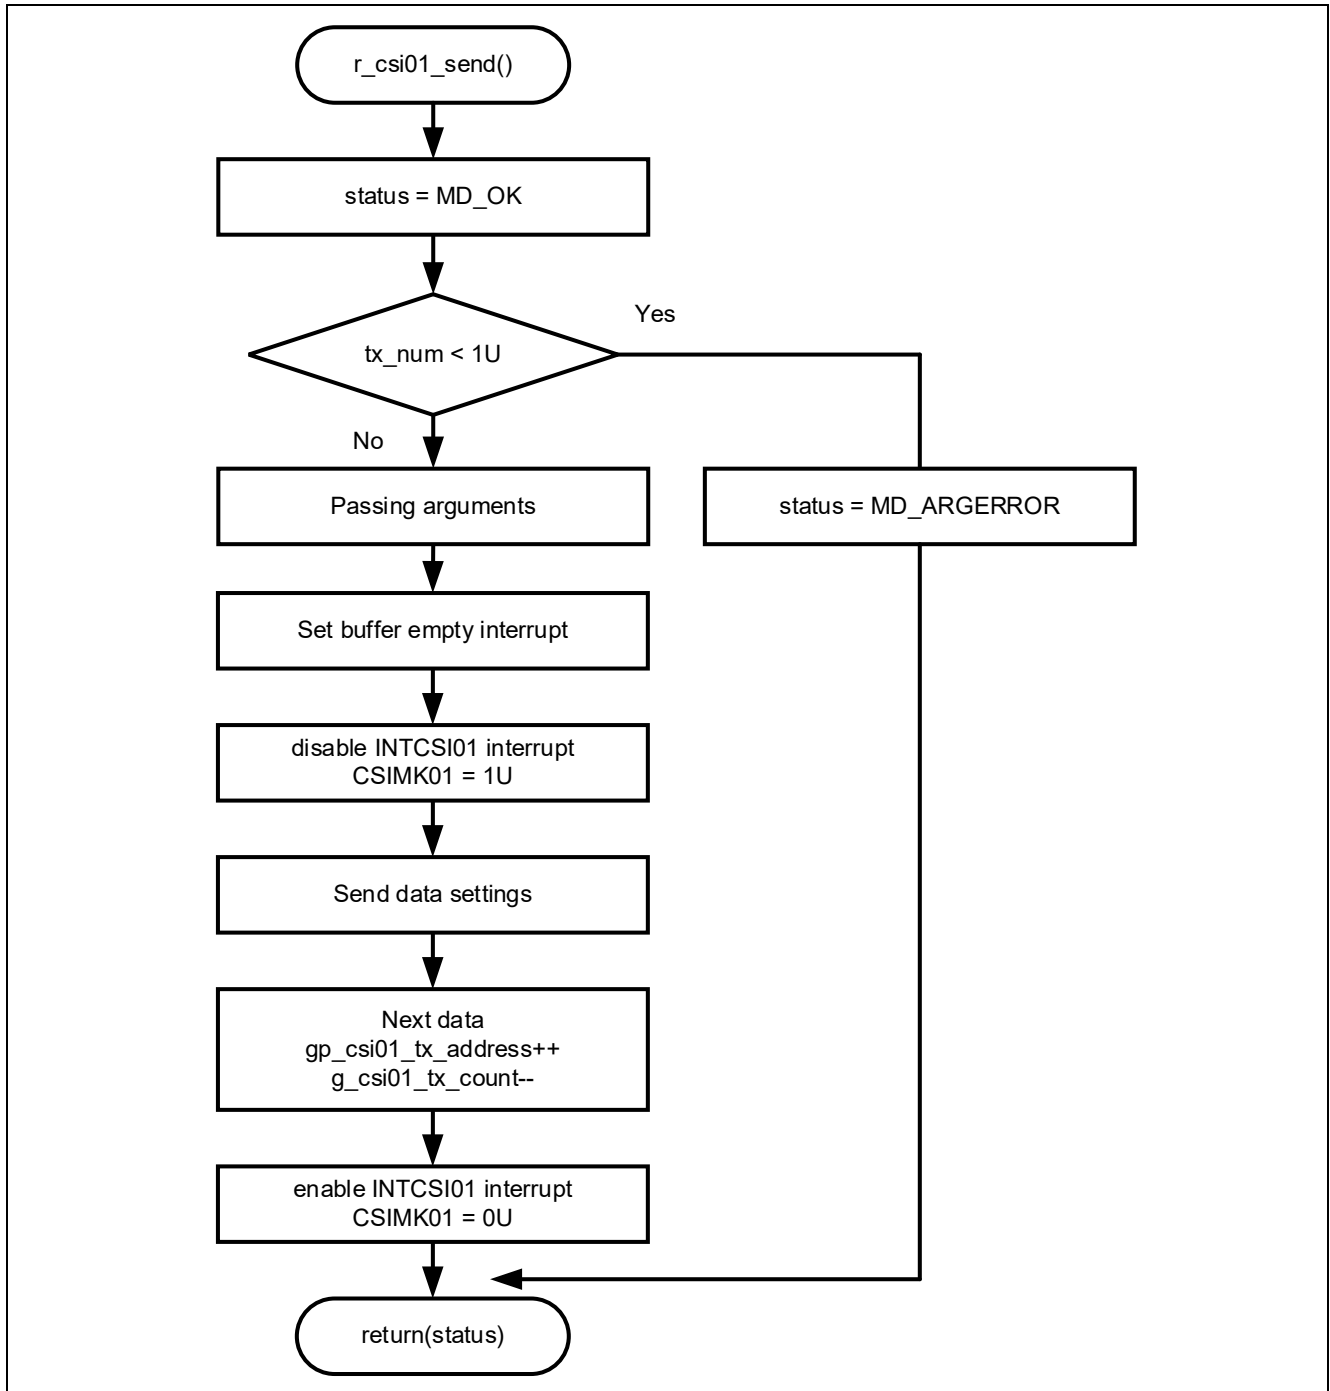 r_csi01_send()
status = MD_OK
tx_num < 1U
Yes
No
Passing arguments
status = MD_ARGERROR
Set buffer empty interrupt
disable INTCSI01 interrupt
CSIMK01 = 1U
Send data settings
Next data
gp_csi01_tx_address++
g_csi01_tx_count--
enable INTCSI01 interrupt
CSIMK01 = 0U
return(status)